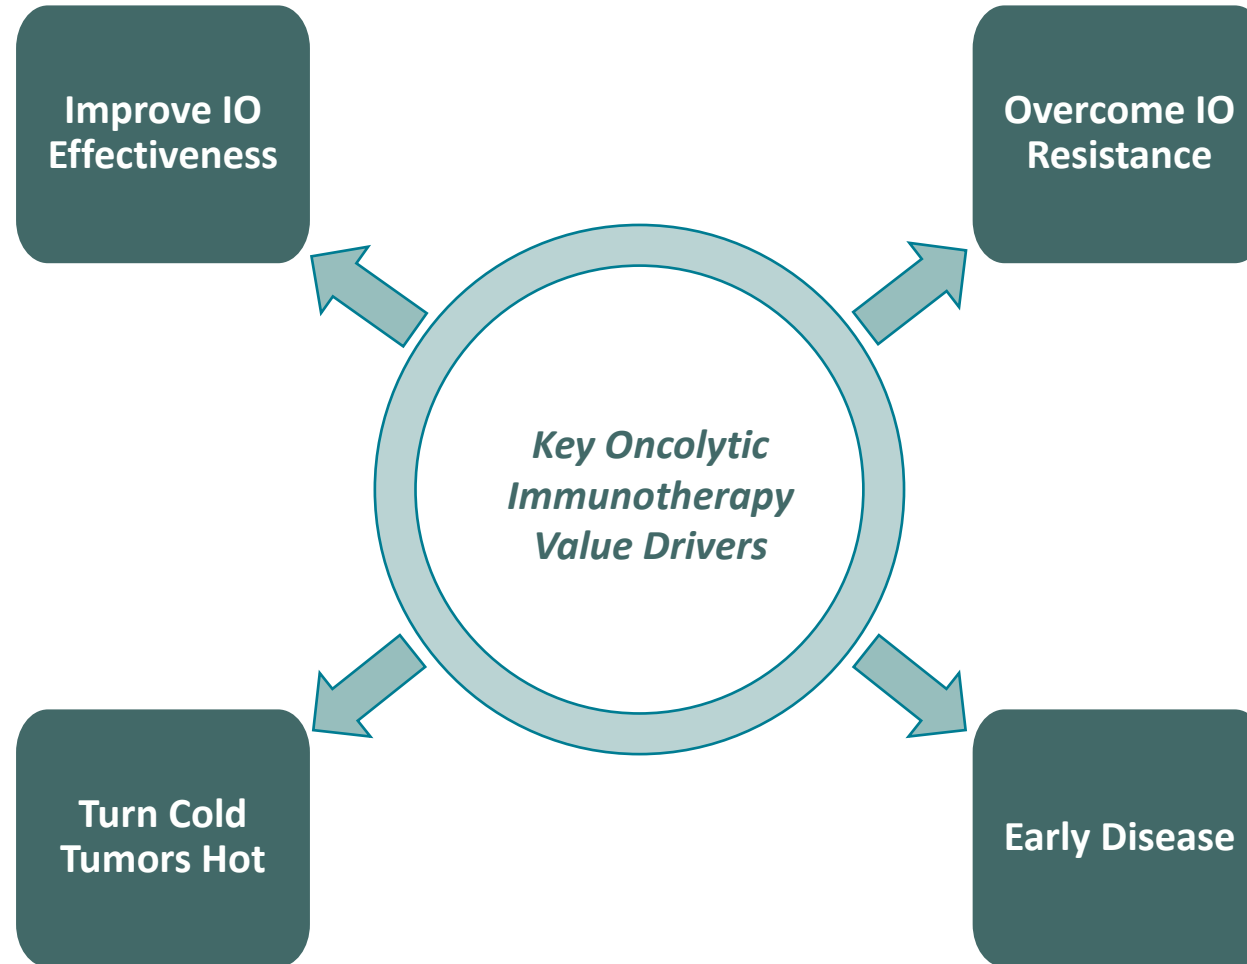 Improve IO
Effectiveness
Overcome IO
Resistance
Key Oncolytic
Immunotherapy
Value Drivers
Turn Cold
Tumors Hot
Early Disease